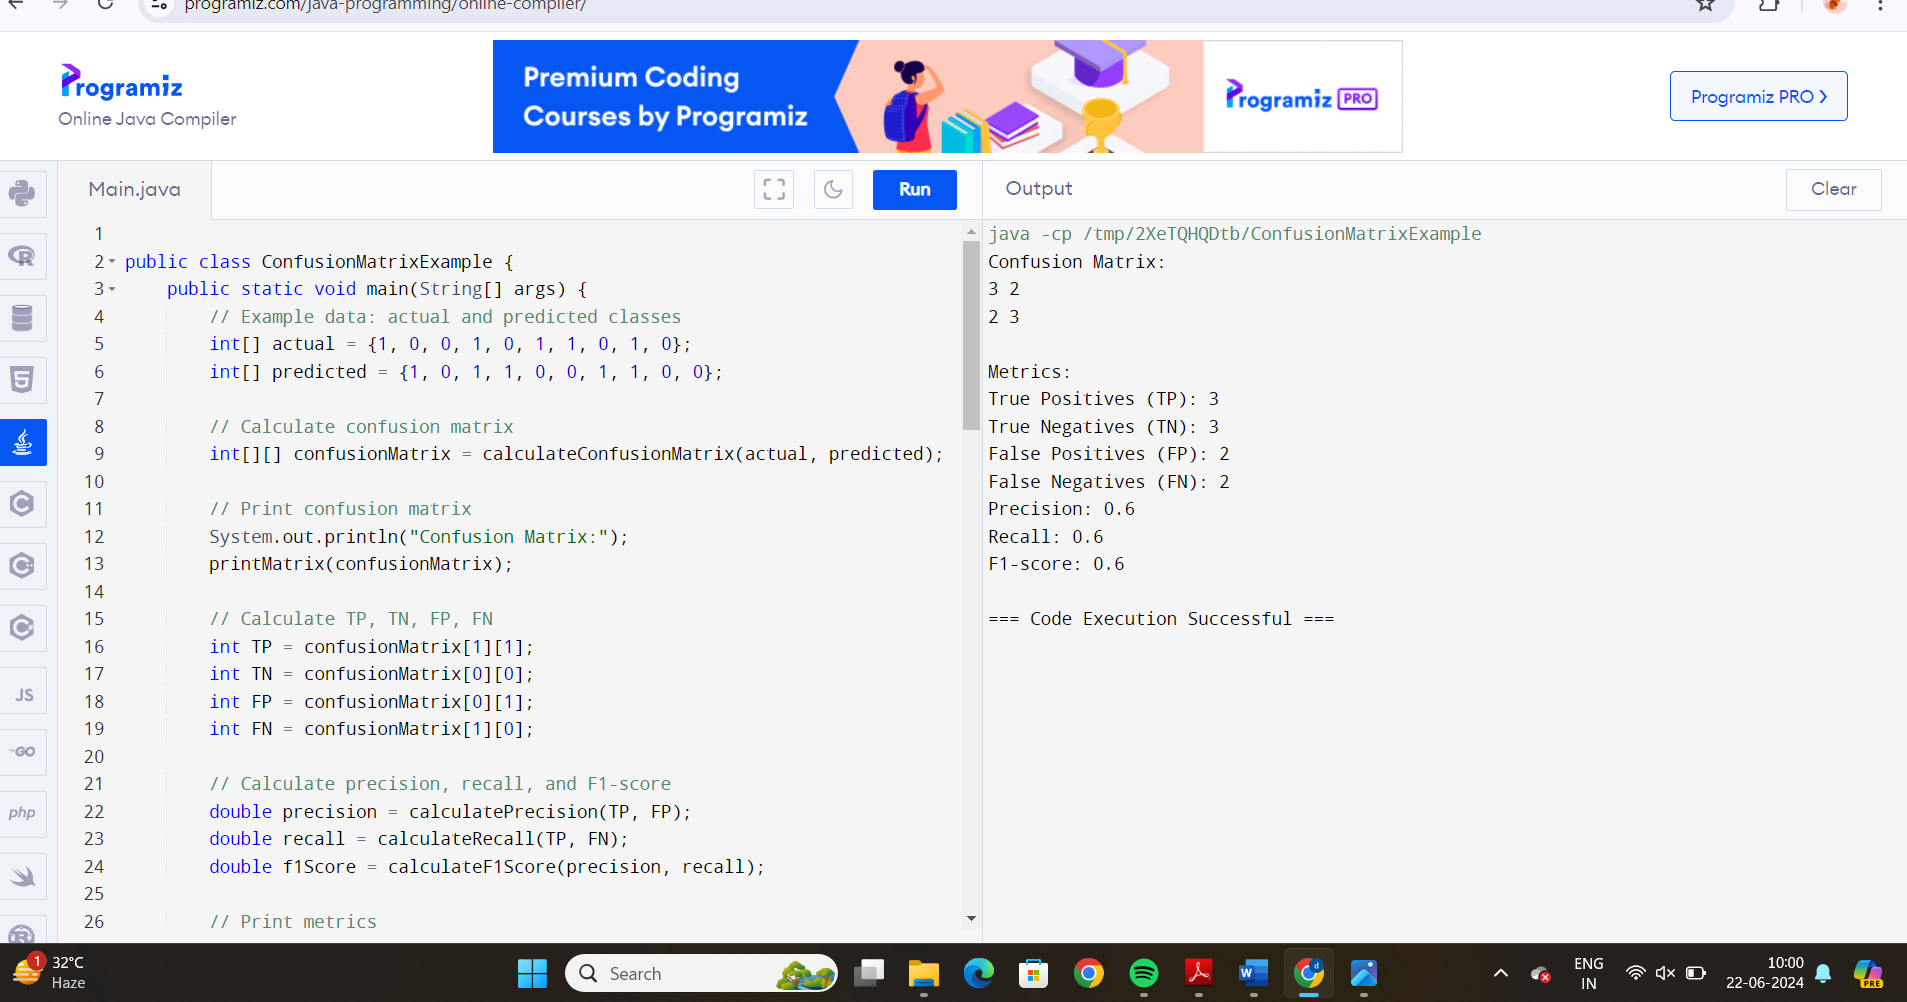 programiz.com/java-programming/online-compiler/
Programiz
Online Java Compiler
Premium Coding
Courses by Programiz
Programiz PRO
Programiz PRO ›
Main.java
Run
Output
Clear
1
2 public class ConfusionMatrixExample {
3 public static void main(String[] args) {
4 // Example data: actual and predicted classes
5 int[] actual = {1, 0, 0, 1, 0, 1, 1, 0, 1, 0};
6 int[] predicted = {1, 0, 1, 1, 0, 0, 1, 1, 0, 0};
7
8 // Calculate confusion matrix
9 int[][] confusionMatrix = calculateConfusionMatrix(actual, predicted);
10
11 // Print confusion matrix
12 System.out.println("Confusion Matrix:");
13 printMatrix(confusionMatrix);
14
15 // Calculate TP, TN, FP, FN
16 int TP = confusionMatrix[1][1];
17 int TN = confusionMatrix[0][0];
18 int FP = confusionMatrix[0][1];
19 int FN = confusionMatrix[1][0];
20
21 // Calculate precision, recall, and F1-score
22 double precision = calculatePrecision(TP, FP);
23 double recall = calculateRecall(TP, FN);
24 double f1Score = calculateF1Score(precision, recall);
25
26 // Print metrics
java -cp /tmp/2XeTQHQDtb/ConfusionMatrixExample
Confusion Matrix:
3 2
2 3
Metrics:
True Positives (TP): 3
True Negatives (TN): 3
False Positives (FP): 2
False Negatives (FN): 2
Precision: 0.6
Recall: 0.6
F1-score: 0.6
=== Code Execution Successful ===
R
5
C
C
C
JS
GO
php
R
1
32°C
Haze
Search
W
d
ENG
IN
10:00
22-06-2024
PRE